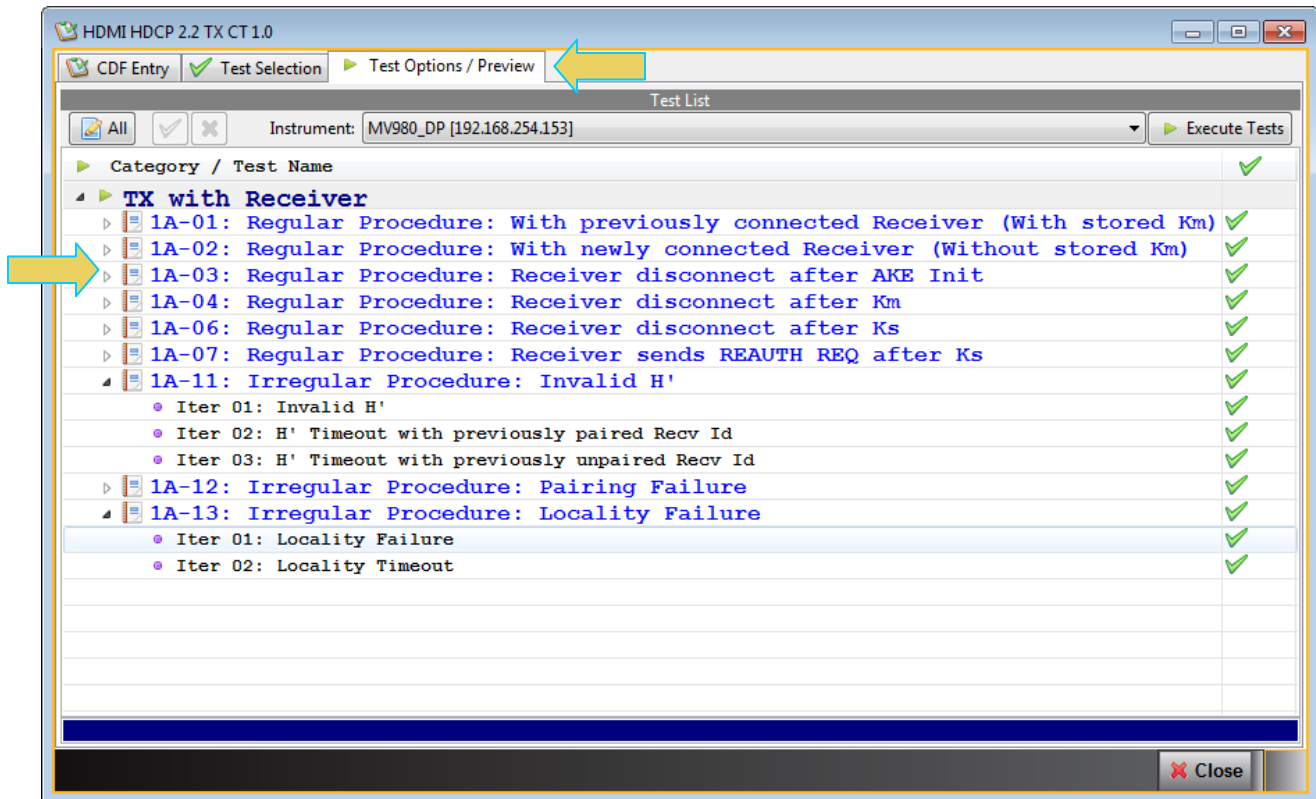 HDMI HDCP 2.2 TX CT 1.0
CDF Entry Test Selection Test Options / Preview
Test List
All Instrument: MV980_DP [192.168.254.153] Execute Tests
Category / Test Name
TX with Receiver
1A-01: Regular Procedure: With previously connected Receiver (With stored Km)
1A-02: Regular Procedure: With newly connected Receiver (Without stored Km)
1A-03: Regular Procedure: Receiver disconnect after AKE Init
1A-04: Regular Procedure: Receiver disconnect after Km
1A-06: Regular Procedure: Receiver disconnect after Ks
1A-07: Regular Procedure: Receiver sends REAUTH REQ after Ks
1A-11: Irregular Procedure: Invalid H'
Iter 01: Invalid H'
Iter 02: H' Timeout with previously paired Recv Id
Iter 03: H' Timeout with previously unpaired Recv Id
1A-12: Irregular Procedure: Pairing Failure
1A-13: Irregular Procedure: Locality Failure
Iter 01: Locality Failure
Iter 02: Locality Timeout
Close